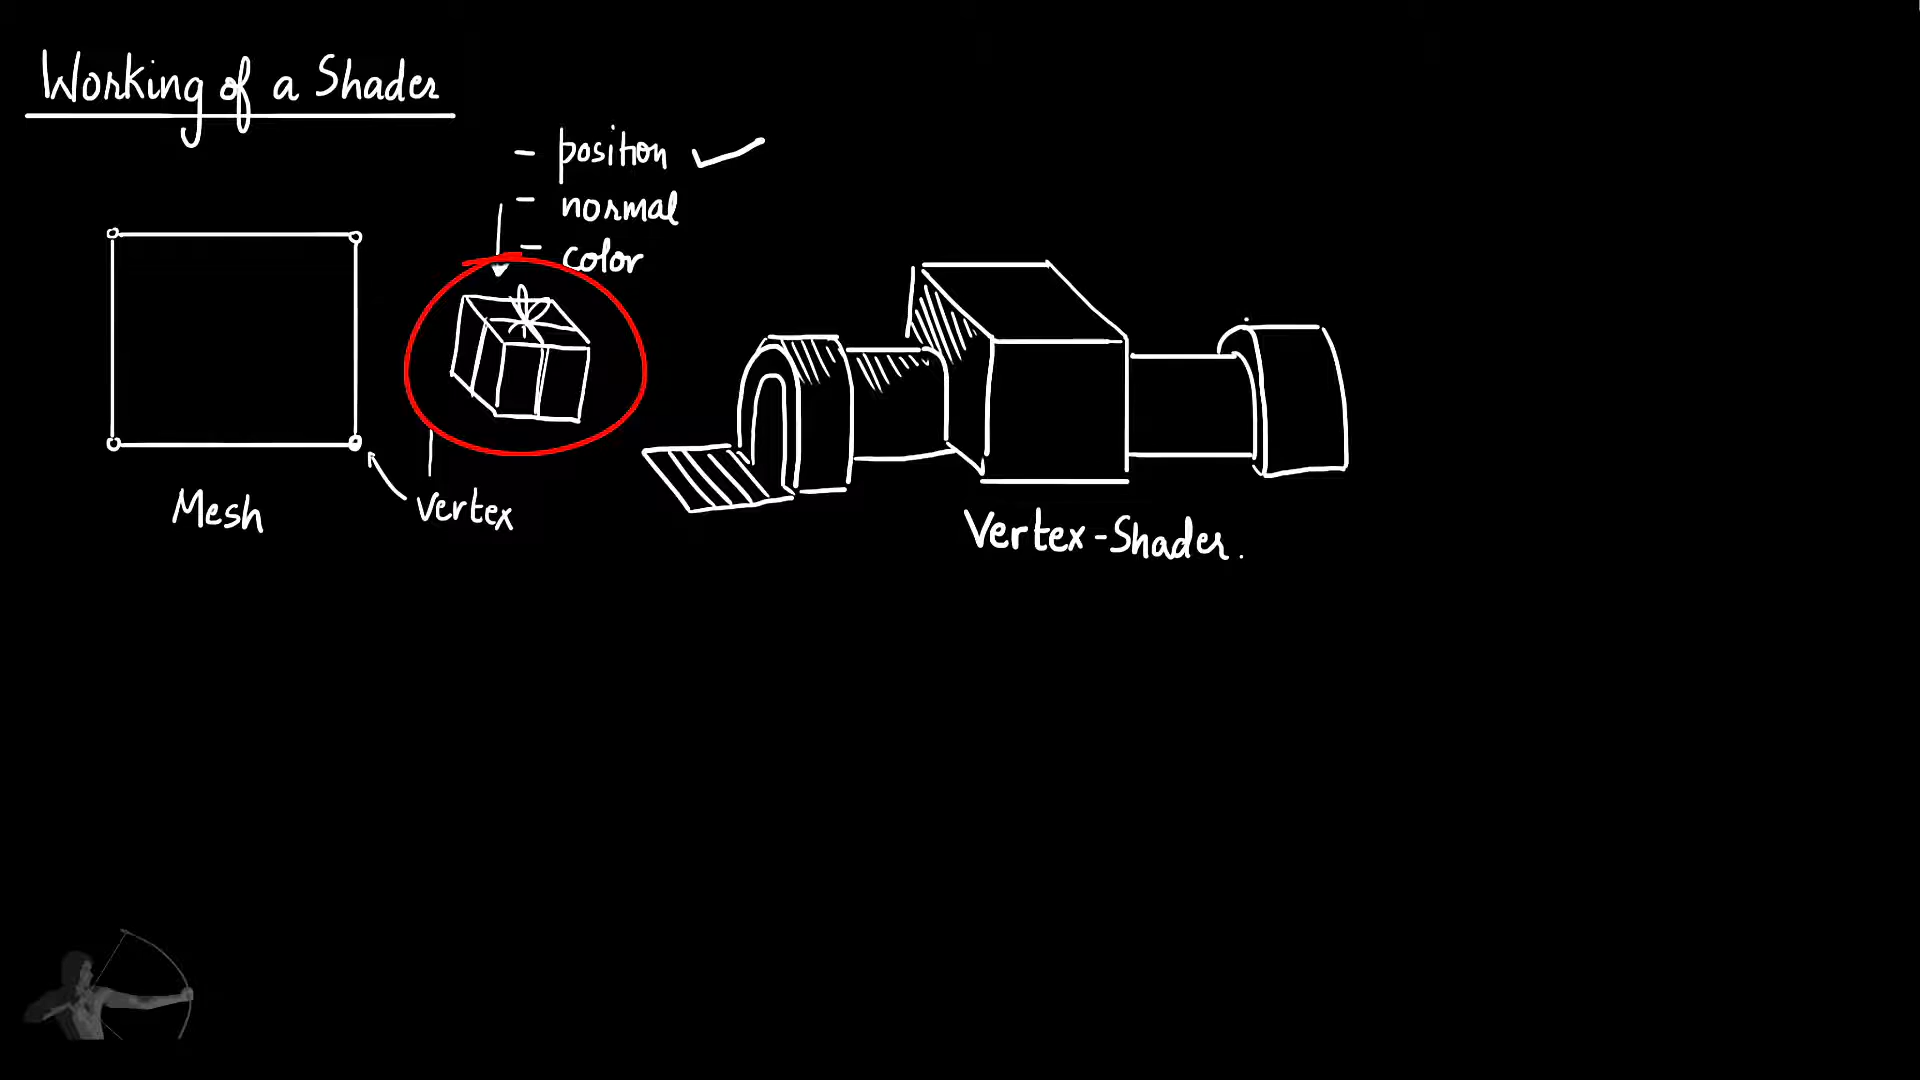 Working of a Shader
- position
- normal
- color
Mesh
vertex
Vertex-Shader.